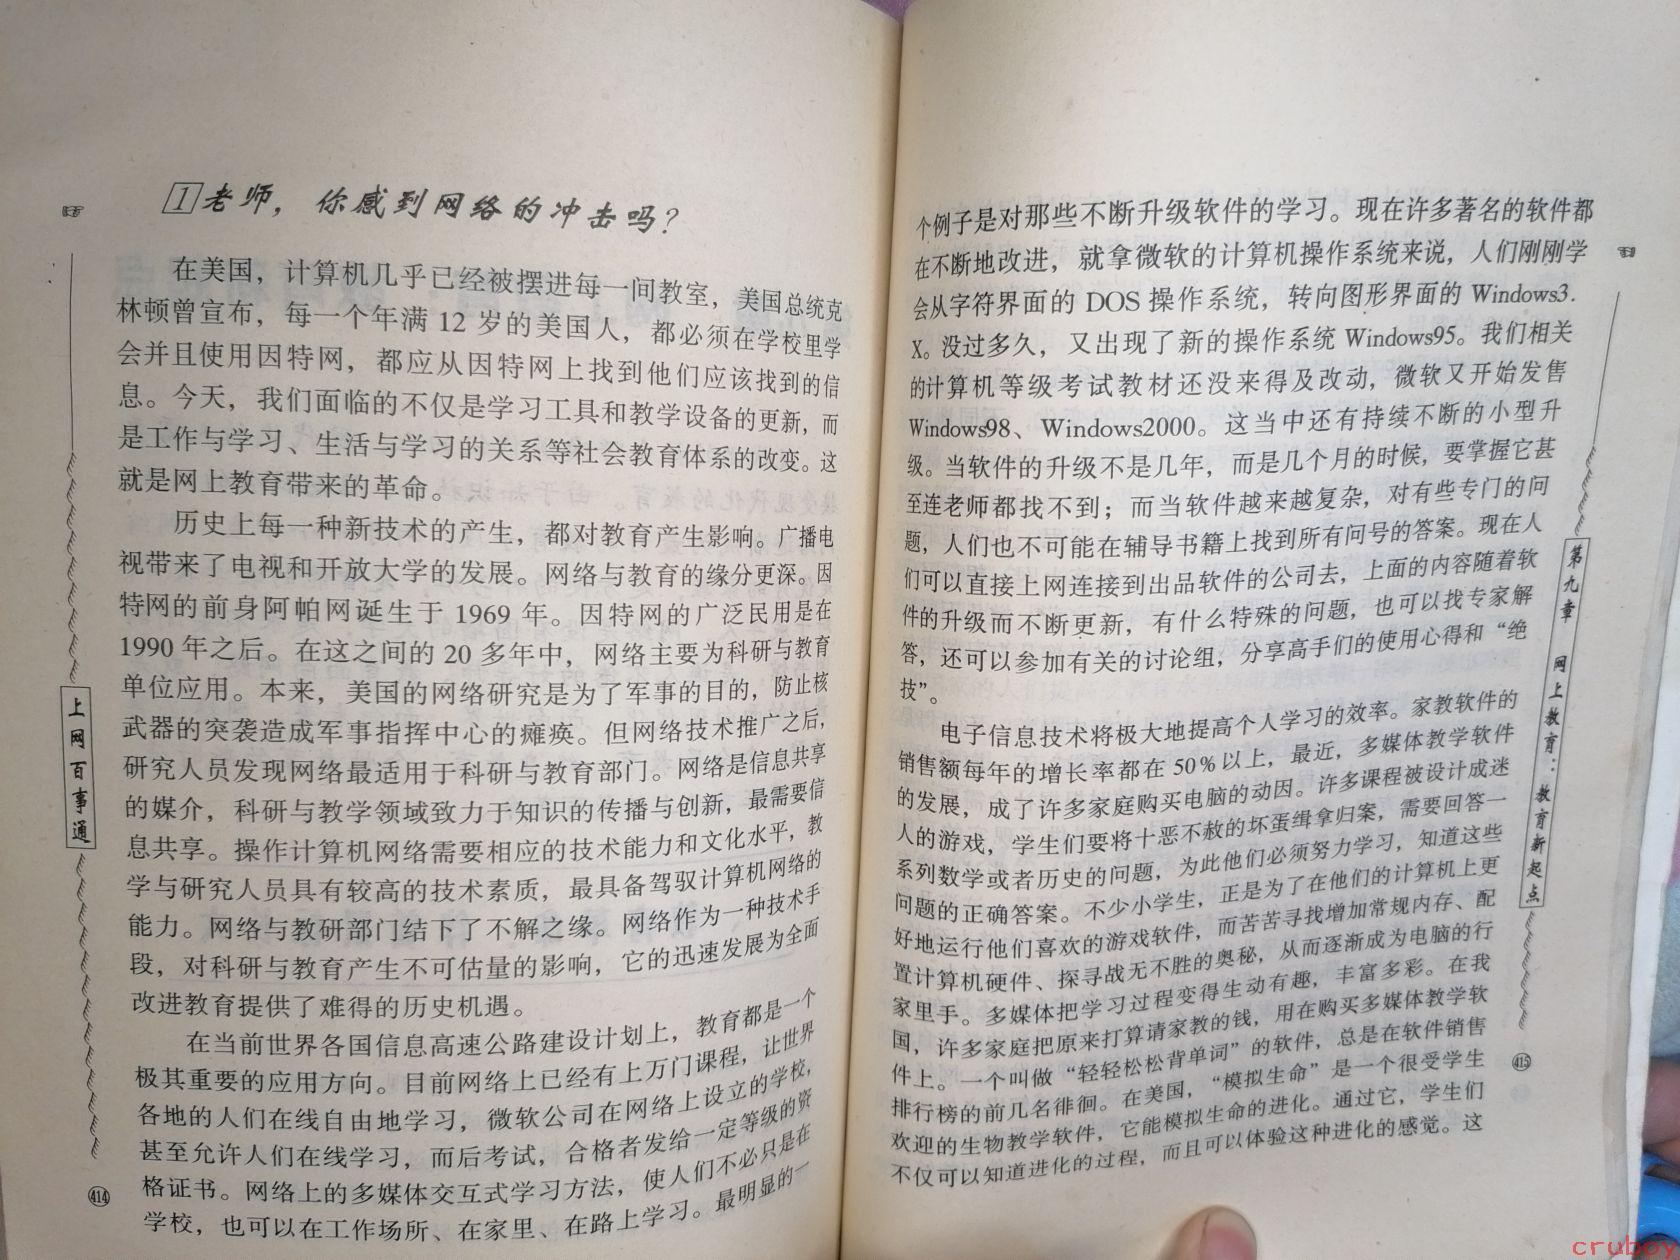 1老师，你感到网络的冲击吗？
在美国，计算机几乎已经被摆进每一间教室，美国总统克
林顿曾宣布，每一个年满 12 岁的美国人，都必须在学校里学
会并且使用因特网，都应从因特网上找到他们应该找到的信
息。今天，我们面临的不仅是学习工具和教学设备的更新，而
是工作与学习、生活与学习的关系等社会教育体系的改变。这
就是网上教育带来的革命。
历史上每一种新技术的产生，都对教育产生影响。广播电
视带来了电视和开放大学的发展。网络与教育的缘分更深。因
特网的前身阿帕网诞生于 1969 年。因特网的广泛民用是在
1990 年之后。在这之间的 20 多年中，网络主要为科研与教育
单位应用。本来，美国的网络研究是为了军事的目的，防止核
武器的突袭造成军事指挥中心的瘫痪。但网络技术推广之后，
研究人员发现网络最适用于科研与教育部门。网络是信息共享
的媒介，科研与教学领域致力于知识的传播与创新，最需要信
息共享。操作计算机网络需要相应的技术能力和文化水平，教
学与研究人员具有较高的技术素质，最具备驾驭计算机网络的
能力。网络与教研部门结下了不解之缘。网络作为一种技术手
段，对科研与教育产生不可估量的影响，它的迅速发展为全面
改进教育提供了难得的历史机遇。
在当前世界各国信息高速公路建设计划上，教育都是一个
极其重要的应用方向。目前网络上已经有上万门课程，让世界
各地的人们在线自由地学习，微软公司在网络上设立的学校，
甚至允许人们在线学习，而后考试，合格者发给一定等级的资
格证书。网络上的多媒体交互式学习方法，使人们不必只是在
学校，也可以在工作场所、在家里、在路上学习。最明显的一
上网百事通
414
个例子是对那些不断升级软件的学习。现在许多著名的软件都
在不断地改进，就拿微软的计算机操作系统来说，人们刚刚学
会从字符界面的 DOS 操作系统，转向图形界面的 Windows3.
X。没过多久，又出现了新的操作系统 Windows95。我们相关
的计算机等级考试教材还没来得及改动，微软又开始发售
Windows98、Windows2000。这当中还有持续不断的小型升
级。当软件的升级不是几年，而是几个月的时候，要掌握它甚
至连老师都找不到；而当软件越来越复杂，对有些专门的问
题，人们也不可能在辅导书籍上找到所有问号的答案。现在人
们可以直接上网连接到出品软件的公司去，上面的内容随着软
件的升级而不断更新，有什么特殊的问题，也可以找专家解
答，还可以参加有关的讨论组，分享高手们的使用心得和“绝
技”。
电子信息技术将极大地提高个人学习的效率。家教软件的
销售额每年的增长率都在 50％以上，最近，多媒体教学软件
的发展，成了许多家庭购买电脑的动因。许多课程被设计成迷
人的游戏，学生们要将十恶不赦的坏蛋缉拿归案，需要回答一
系列数学或者历史的问题，为此他们必须努力学习，知道这些
问题的正确答案。不少小学生，正是为了在他们的计算机上更
好地运行他们喜欢的游戏软件，而苦苦寻找增加常规内存、配
置计算机硬件、探寻战无不胜的奥秘，从而逐渐成为电脑的行
家里手。多媒体把学习过程变得生动有趣，丰富多彩。在我
国，许多家庭把原来打算请家教的钱，用在购买多媒体教学软
件上。一个叫做“轻轻松松背单词”的软件，总是在软件销售
排行榜的前几名徘徊。在美国，“模拟生命”是一个很受学生
欢迎的生物教学软件，它能模拟生命的进化。通过它，学生们
不仅可以知道进化的过程，而且可以体验这种进化的感觉。这
第九章 网上教育：教育新起点
415
cruboy